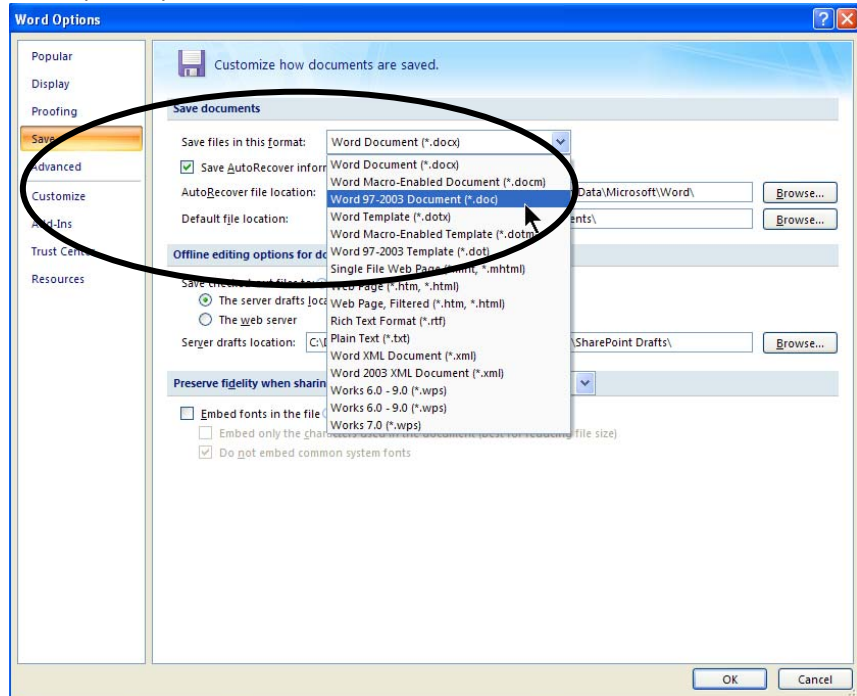 Word Options
Popular
Display
Proofing
Save
Advanced
Customize
Add-Ins
Trust Center
Resources
Customize how documents are saved.
Save documents
Save files in this format: Word Document (*.docx)
Save AutoRecover infor
AutoRecover file location: Data\Microsoft\Word\ Browse...
Default file location: ents\ Browse...
Word Document (*.docx)
Word Macro-Enabled Document (*.docm)
Word 97-2003 Document (*.doc)
Word Template (*.dotx)
Word Macro-Enabled Template (*.dotm
Word 97-2003 Template (*.dot)
Single File Web Page (*.mht, *.mhtml)
Web Page (*.htm, *.html)
Web Page, Filtered (*.htm, *.html)
Rich Text Format (*.rtf)
Plain Text (*.txt)
Word XML Document (*.xml)
Word 2003 XML Document (*.xml)
Works 6.0 - 9.0 (*.wps)
Works 6.0 - 9.0 (*.wps)
Works 7.0 (*.wps)
Offline editing options for do
Save checked-out files to:
The server drafts loca
The web server
Server drafts location: C:\D \SharePoint Drafts\ Browse...
Preserve fidelity when sharin
Embed fonts in the file
Embed only the characters used in the document (best for reducing file size)
Do not embed common system fonts
OK Cancel